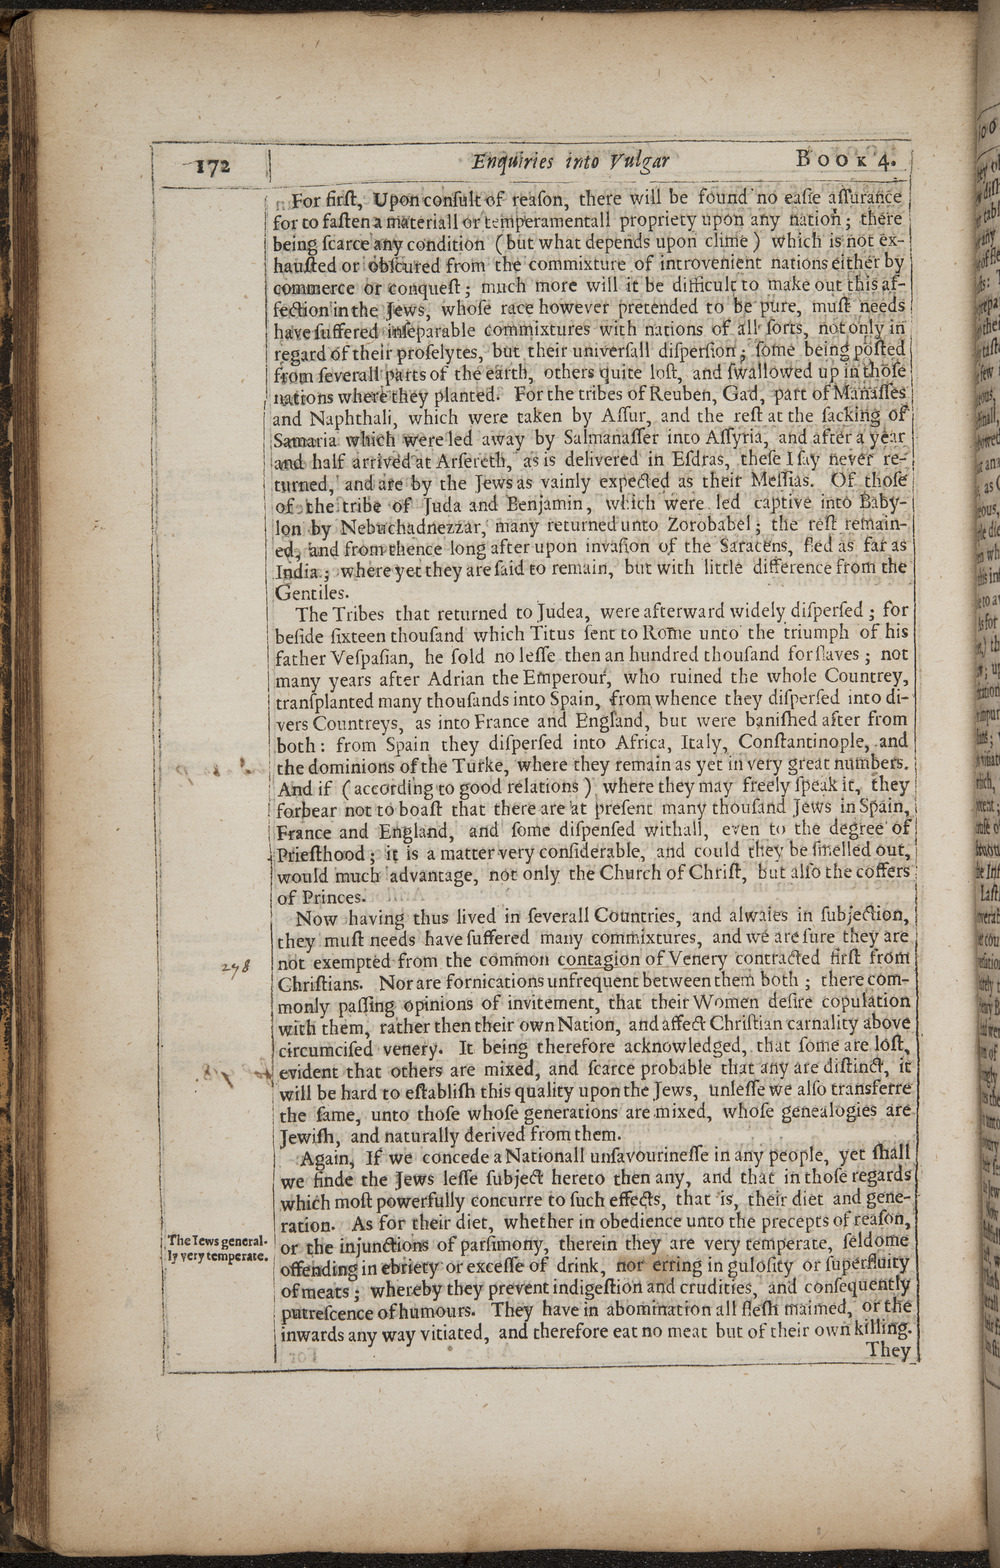 172
Enquiries into Vulgar
BOOK 4.
For firſt, Upon conſult of reaſon, there will be found no eaſie aſſurance
for to faſten a materiall or temperamentall propriety upon any nation; there
being ſcarce any condition (but what depends upon clime) which is not ex-
hauſted or obſcured from the commixture of introvenient nations either by
commerce or conqueſt; much more will it be difficult to make out this af-
fection in the Jews, whoſe race however pretended to be pure, muſt needs
have ſuffered inſeparable commixtures with nations of all ſorts, not only in
regard of their proſelytes, but their univerſall diſperſion; ſome being poſted
from ſeverall parts of the earth, others quite loſt, and ſwallowed up in thoſe
nations where they planted. For the tribes of Reuben, Gad, part of Manaſſes
and Naphthali, which were taken by Aſſur, and the reſt at the ſacking of
Samaria which were led away by Salmanaſſer into Aſſyria, and after a year
and half arrived at Arſereth, as is delivered in Eſdras, theſe I ſay never re-
turned, and are by the Jews as vainly expected as their Meſſias. Of thoſe
of the tribe of Juda and Benjamin, which were led captive into Baby-
lon by Nebuchadnezzar, many returned unto Zorobabel; the reſt remain-
ed, and from thence long after upon invaſion of the Saracens, fled as far as
India; where yet they are ſaid to remain, but with little difference from the
Gentiles.
The Tribes that returned to Judea, were afterward widely diſperſed; for
beſide ſixteen thouſand which Titus ſent to Rome unto the triumph of his
father Veſpaſian, he ſold no leſſe then an hundred thouſand for ſlaves; not
many years after Adrian the Emperour, who ruined the whole Countrey,
tranſplanted many thouſands into Spain, from whence they diſperſed into di-
vers Countreys, as into France and England, but were baniſhed after from
both: from Spain they diſperſed into Africa, Italy, Conſtantinople, and
the dominions of the Turke, where they remain as yet in very great numbers.
And if (according to good relations) where they may freely ſpeak it, they
forbear not to boaſt that there are at preſent many thouſand Jews in Spain,
France and England, and ſome diſpenſed withall, even to the degree of
Prieſthood; it is a matter very conſiderable, and could they be ſmelled out,
would much advantage, not only the Church of Chriſt, but alſo the coffers
of Princes.
Now having thus lived in ſeverall Countries, and alwaies in ſubjection,
they muſt needs have ſuffered many commixtures, and we are ſure they are
298
not exempted from the common contagion of Venery contracted firſt from
Chriſtians. Nor are fornications unfrequent between them both; there com-
monly paſſing opinions of invitement, that their Women deſire copulation
with them, rather then their own Nation, and affect Chriſtian carnality above
circumciſed venery. It being therefore acknowledged, that ſome are loſt,
evident that others are mixed, and ſcarce probable that any are diſtinct, it
will be hard to eſtabliſh this quality upon the Jews, unleſſe we alſo transferre
the ſame, unto thoſe whoſe generations are mixed, whoſe genealogies are
Jewiſh, and naturally derived from them.
Again, If we concede a Nationall unſavourineſſe in any people, yet ſhall
we finde the Jews leſſe ſubject hereto then any, and that in thoſe regards
which moſt powerfully concurre to ſuch effects, that is, their diet and gene-
ration. As for their diet, whether in obedience unto the precepts of reaſon,
The Iews general-
ly very temperate.
or the injunctions of parſimony, therein they are very temperate, ſeldome
offending in ebriety or exceſſe of drink, nor erring in guloſity or ſuperfluity
of meats; whereby they prevent indigeſtion and crudities, and conſequently
putreſcence of humours. They have in abomination all fleſh maimed, or the
inwards any way vitiated, and therefore eat no meat but of their own killing.
They